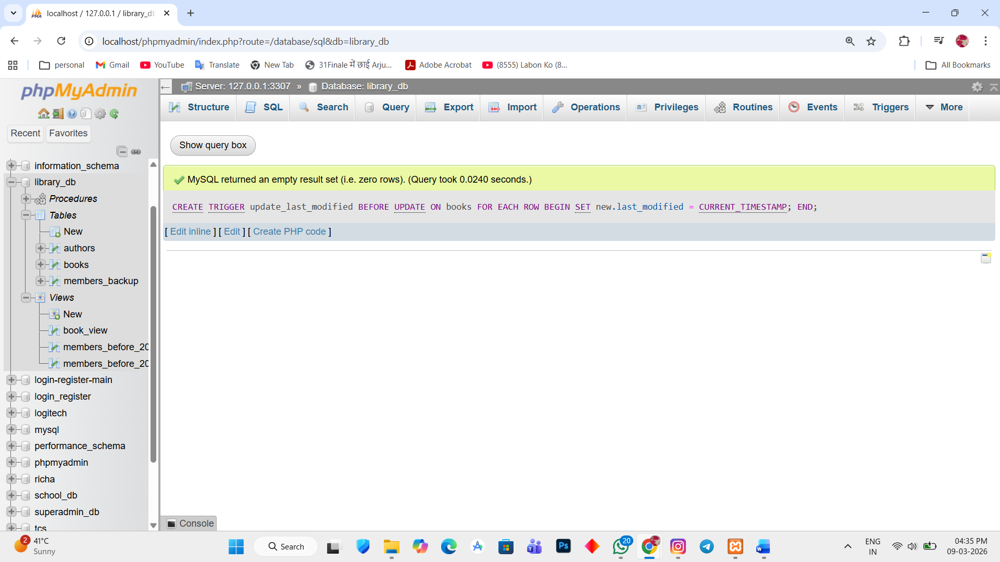 localhost / 127.0.0.1 / library_db
localhost/phpmyadmin/index.php?route=/database/sql&db=library_db
personal Gmail YouTube Translate New Tab 31Finale में छाई Arju... Adobe Acrobat (8555) Labon Ko (8... All Bookmarks
phpMyAdmin
Server: 127.0.0.1:3307 » Database: library_db
Structure SQL Search Query Export Import Operations Privileges Routines Events Triggers More
Recent Favorites
Show query box
information_schema
library_db
Procedures
Tables
New
authors
books
members_backup
Views
New
book_view
members_before_20
members_before_20
login-register-main
login_register
logitech
mysql
performance_schema
phpmyadmin
richa
school_db
superadmin_db
tcs
MySQL returned an empty result set (i.e. zero rows). (Query took 0.0240 seconds.)
CREATE TRIGGER update_last_modified BEFORE UPDATE ON books FOR EACH ROW BEGIN SET new.last_modified = CURRENT_TIMESTAMP; END;
[ Edit inline ] [ Edit ] [ Create PHP code ]
Console
2
41°C
Sunny
Search
Ps
20
ENG
IN
04:35 PM
09-03-2026